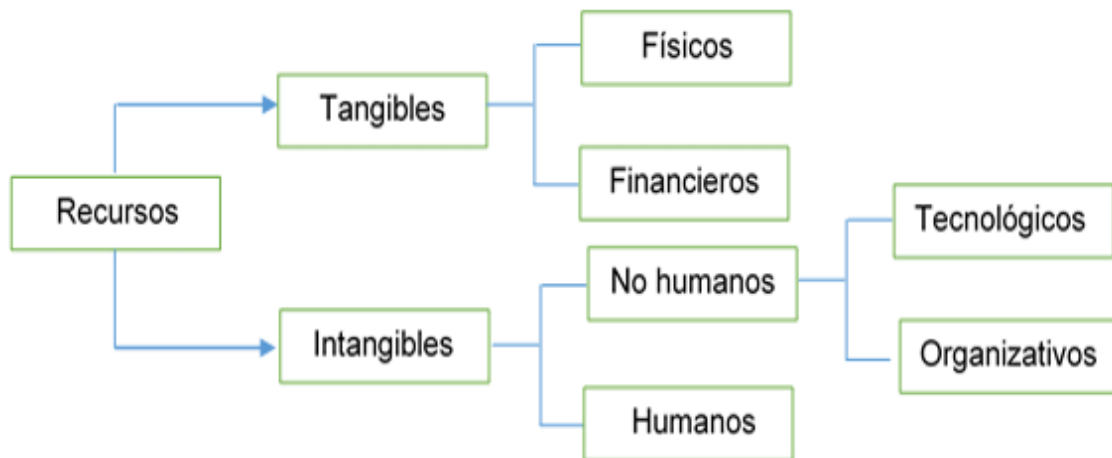 Físicos
Tangibles
Financieros
Recursos
Tecnológicos
No humanos
Intangibles
Organizativos
Humanos